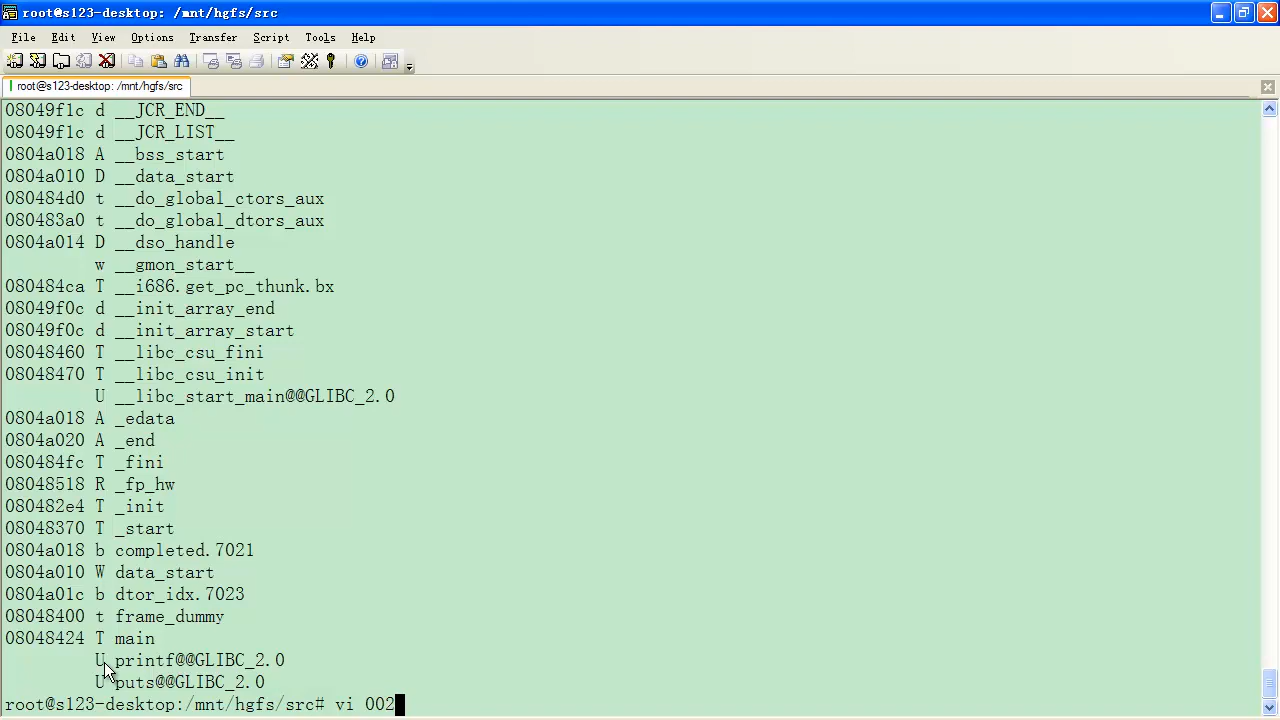 root@s123-desktop: /mnt/hgfs/src
File Edit View Options Transfer Script Tools Help
root@s123-desktop: /mnt/hgfs/src
08049f1c d __JCR_END__
08049f1c d __JCR_LIST__
0804a018 A __bss_start
0804a010 D __data_start
080484d0 t __do_global_ctors_aux
080483a0 t __do_global_dtors_aux
0804a014 D __dso_handle
w __gmon_start__
080484ca T __i686.get_pc_thunk.bx
08049f0c d __init_array_end
08049f0c d __init_array_start
08048460 T __libc_csu_fini
08048470 T __libc_csu_init
U __libc_start_main@@GLIBC_2.0
0804a018 A _edata
0804a020 A _end
080484fc T _fini
08048518 R _fp_hw
080482e4 T _init
08048370 T _start
0804a018 b completed.7021
0804a010 W data_start
0804a01c b dtor_idx.7023
08048400 t frame_dummy
08048424 T main
U printf@@GLIBC_2.0
U puts@@GLIBC_2.0
root@s123-desktop:/mnt/hgfs/src# vi 002